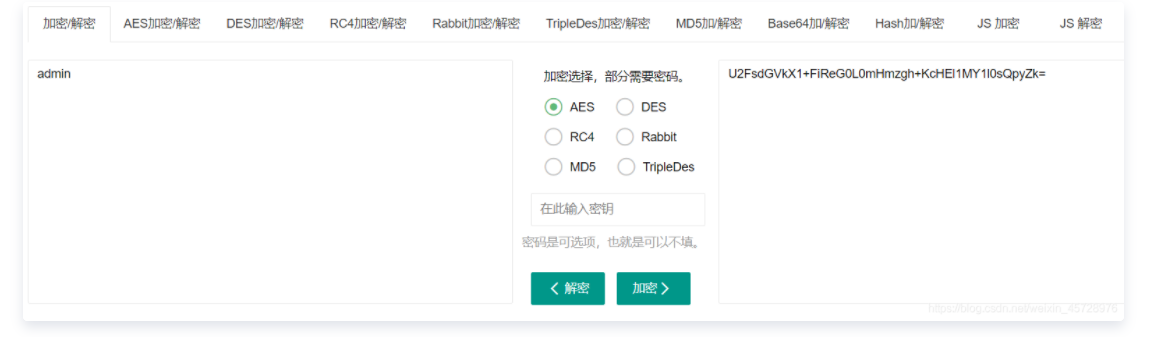 加密/解密 AES加密/解密 DES加密/解密 RC4加密/解密 Rabbit加密/解密 TripleDes加密/解密 MD5加/解密 Base64加/解密 Hash加/解密 JS 加密 JS 解密
admin
加密选择，部分需要密码。
AES DES
RC4 Rabbit
MD5 TripleDes
在此输入密钥
密码是可选项，也就是可以不填。
解密 加密
U2FsdGVkX1+FiReG0L0mHmzgh+KcHEl1MY1I0sQpyZk=
https://blog.csdn.net/weixin_45728976